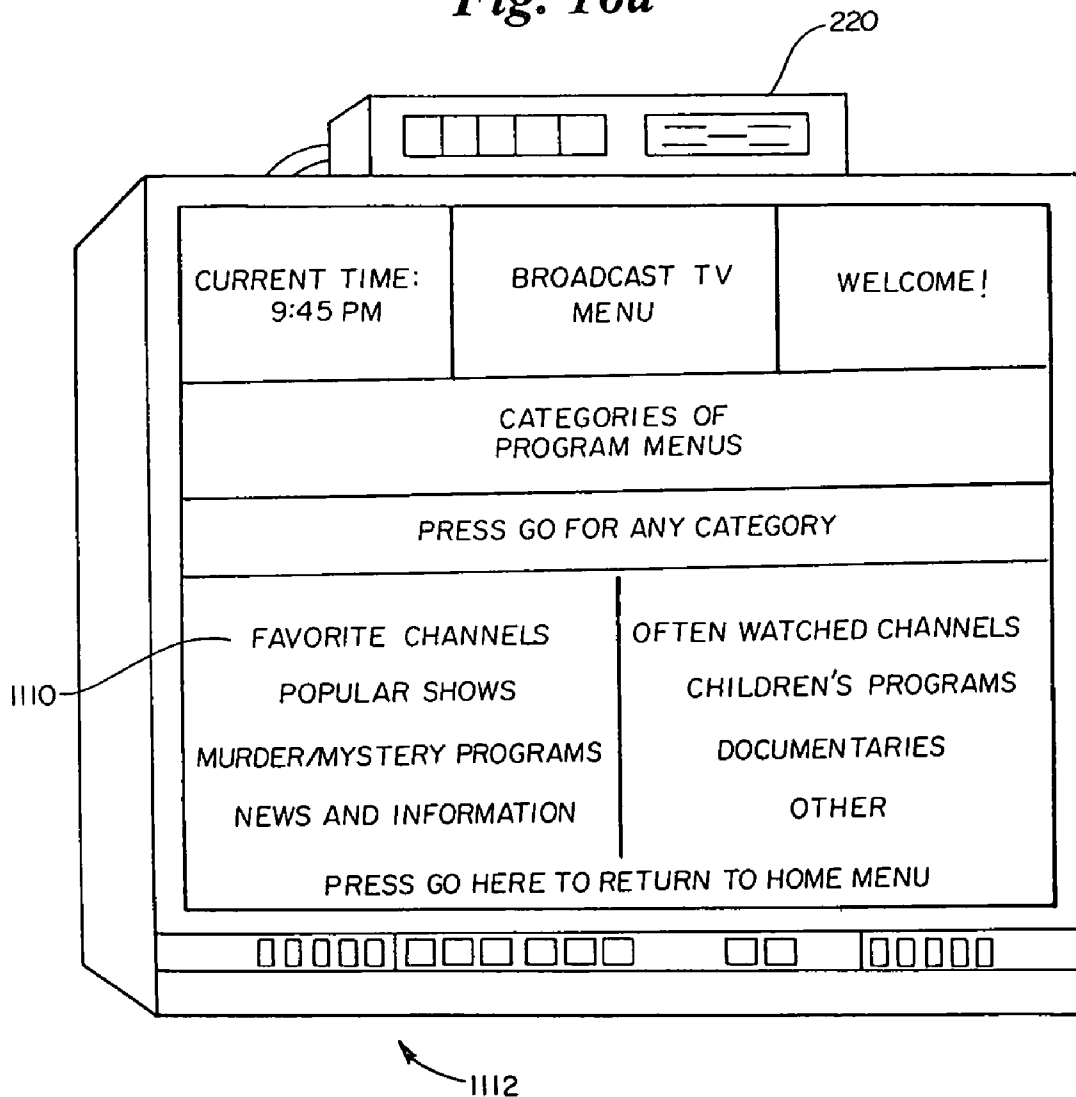 Fig. 16a
220
CURRENT TIME:
9:45 PM
BROADCAST TV
MENU
WELCOME!
CATEGORIES OF
PROGRAM MENUS
PRESS GO FOR ANY CATEGORY
1110
FAVORITE CHANNELS
OFTEN WATCHED CHANNELS
POPULAR SHOWS
CHILDREN'S PROGRAMS
MURDER/MYSTERY PROGRAMS
DOCUMENTARIES
NEWS AND INFORMATION
OTHER
PRESS GO HERE TO RETURN TO HOME MENU
1112